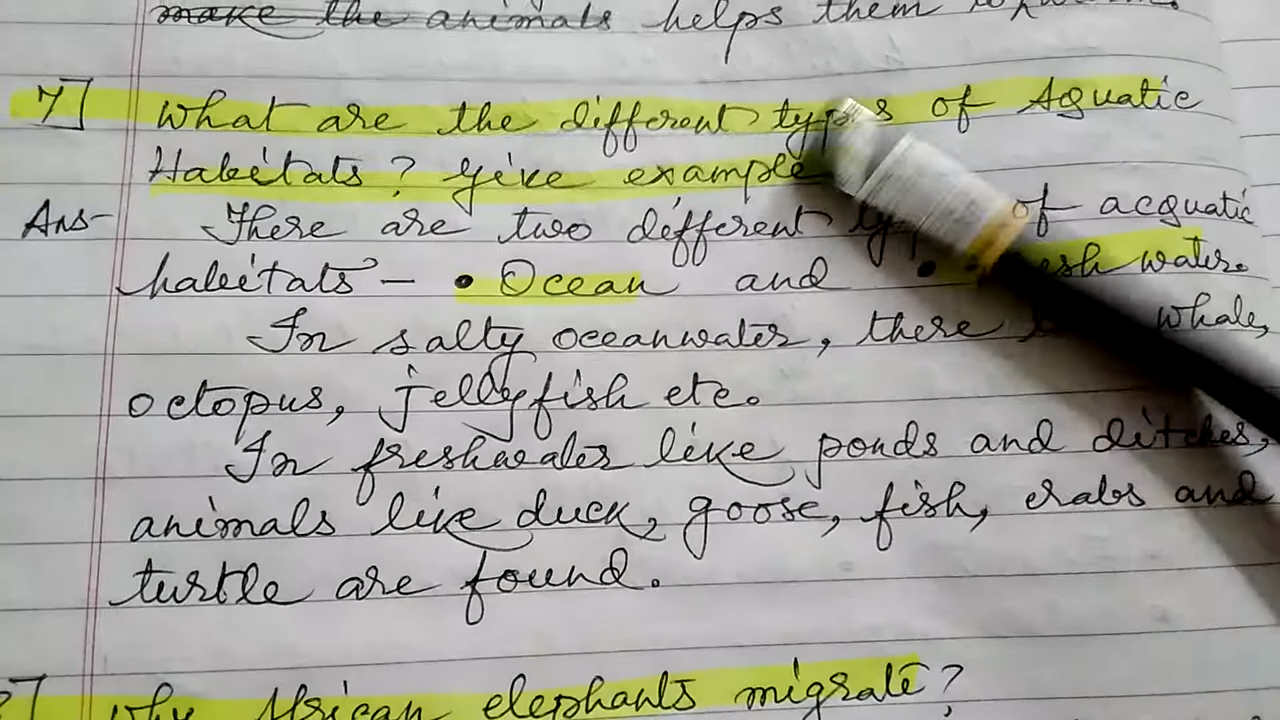 make the animals helps them
7] What are the different types of Aquatic
Habitats? Give example
Ans- There are two different of acquatic
habitats - • Ocean and • water.
In salty oceanwater, there whale,
octopus, jellyfish etc.
In freshwater like ponds and ditches,
animals like duck, goose, fish, crabs and
turtle are found.
Why African elephants migrate?